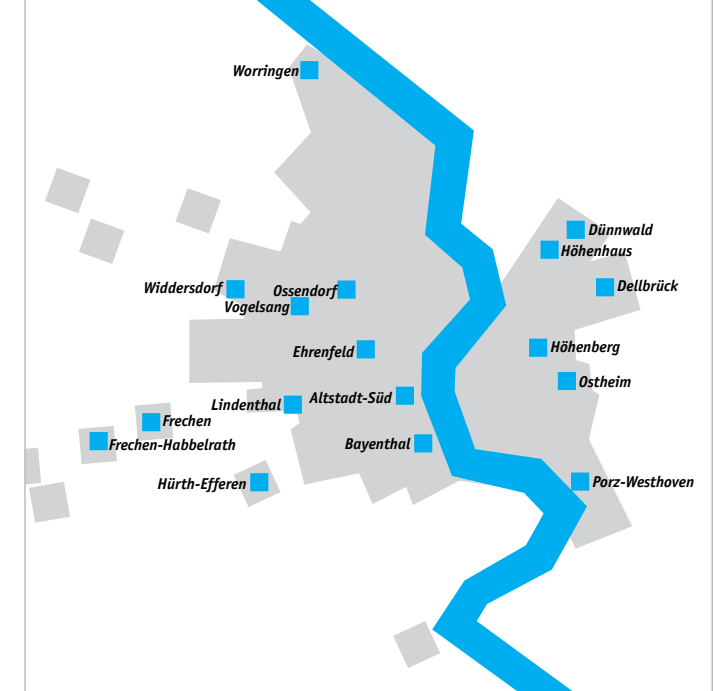 Worringen
Dünnwald
Höhenhaus
Widdersdorf
Ossendorf
Dellbrück
Vogelsang
Ehrenfeld
Höhenberg
Ostheim
Lindenthal
Altstadt-Süd
Frechen
Frechen-Habbelrath
Bayenthal
Hürth-Efferen
Porz-Westhoven